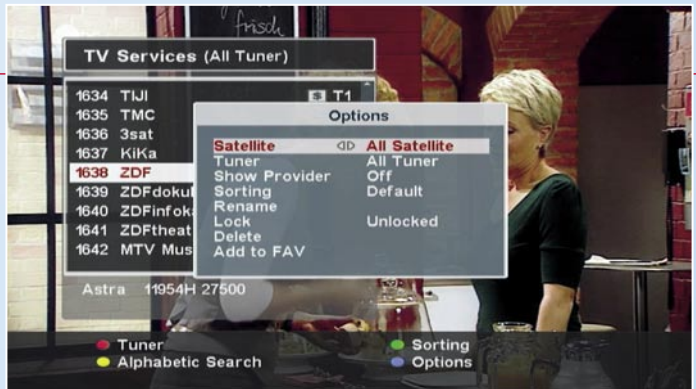 frisch
TV Services (All Tuner)
1634 TIJI $ T1
1635 TMC
1636 3sat
1637 KiKa
1638 ZDF
1639 ZDFdoku
1640 ZDFinfok
1641 ZDFtheat
1642 MTV Mus
Options
Satellite All Satellite
Tuner All Tuner
Show Provider Off
Sorting Default
Rename
Lock Unlocked
Delete
Add to FAV
Astra 11954H 27500
Tuner
Sorting
Alphabetic Search
Options